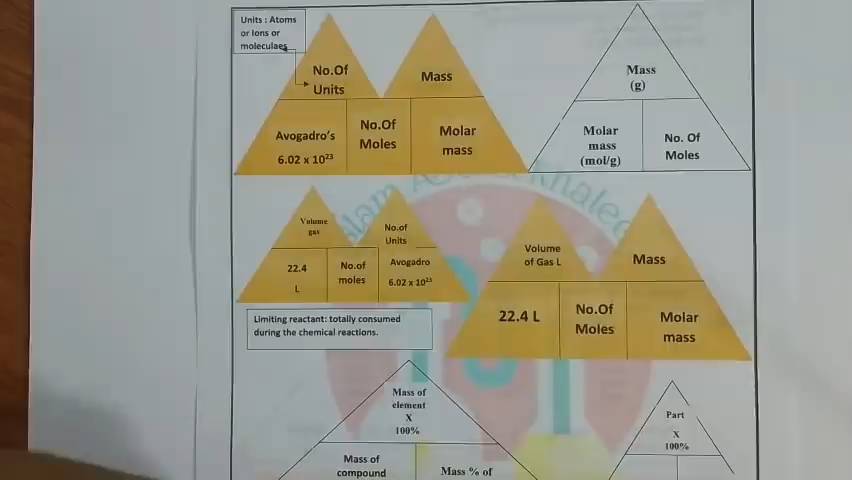 Units : Atoms
or Ions or
moleculaes
No.Of
Units
Mass
Avogadro's
6.02 x 10²³
No.Of
Moles
Molar
mass
Mass
(g)
Molar
mass
(mol/g)
No. Of
Moles
Volume
gas
No.of
Units
22.4
L
No.of
moles
Avogadro
6.02 x 10²³
Volume
of Gas L
Mass
22.4 L
No.Of
Moles
Molar
mass
Limiting reactant: totally consumed
during the chemical reactions.
Mass of
element
X
100%
Mass of
compound
Mass % of
Part
X
100%